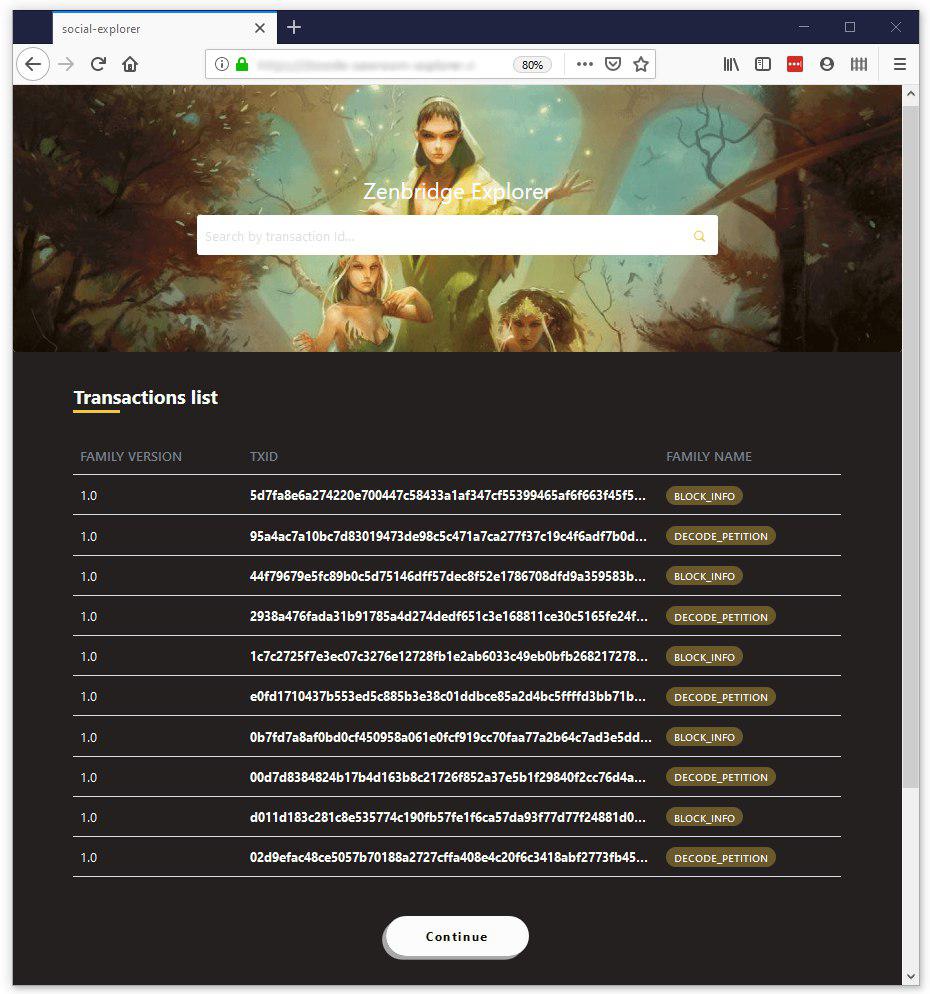 social-explorer
80%
Zenbridge Explorer
Search by transaction id...
Transactions list
FAMILY VERSION TXID FAMILY NAME
1.0 5d7fa8e6a274220e700447c58433a1af347cf55399465af6f663f45f5... BLOCK_INFO
1.0 95a4ac7a10bc7d83019473de98c5c471a7ca277f37c19c4f6adf7b0d... DECODE_PETITION
1.0 44f79679e5fc89b0c5d75146dff57dec8f52e1786708dfd9a359583b... BLOCK_INFO
1.0 2938a476fada31b91785a4d274dedf651c3e168811ce30c5165fe24f... DECODE_PETITION
1.0 1c7c2725f7e3ec07c3276e12728fb1e2ab6033c49eb0bfb268217278... BLOCK_INFO
1.0 e0fd1710437b553ed5c885b3e38c01ddbce85a2d4bc5ffffd3bb71b... DECODE_PETITION
1.0 0b7fd7a8af0bd0cf450958a061e0fcf919cc70faa77a2b64c7ad3e5dd... BLOCK_INFO
1.0 00d7d8384824b17b4d163b8c21726f852a37e5b1f29840f2cc76d4a... DECODE_PETITION
1.0 d011d183c281c8e535774c190fb57fe1f6ca57da93f77d77f24881d0... BLOCK_INFO
1.0 02d9efac48ce5057b70188a2727cffa408e4c20f6c3418abf2773fb45... DECODE_PETITION
Continue